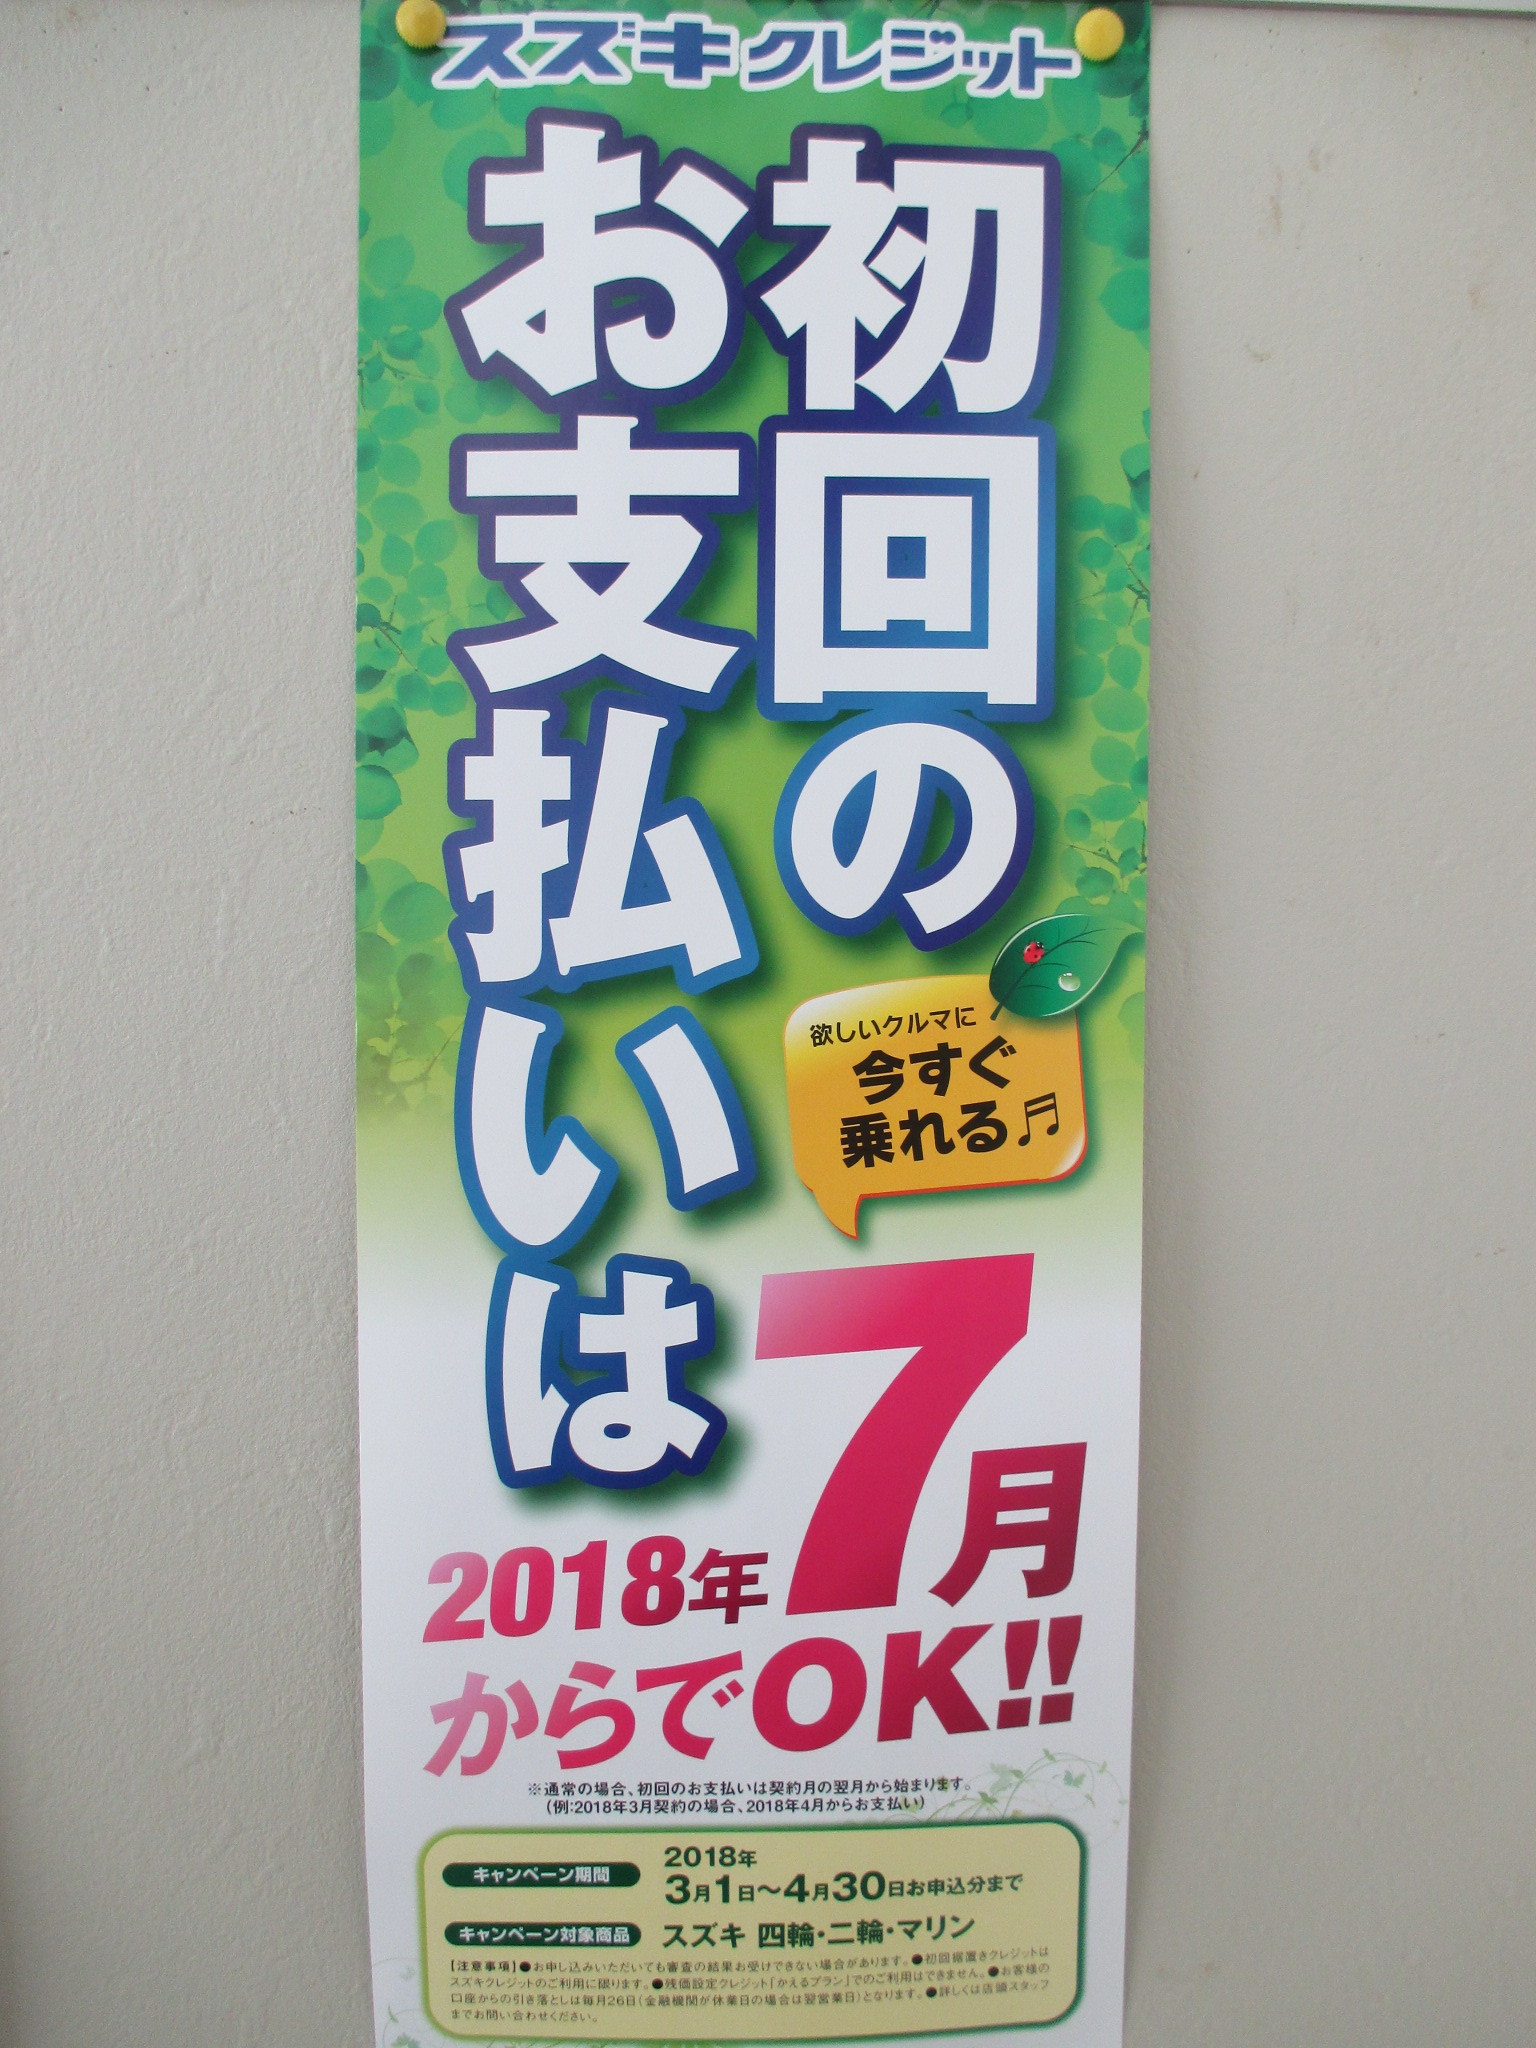 スズキクレジット
初回の
お支払いは
欲しいクルマに
今すぐ
乗れる♬
2018年7月
からでOK!!
※通常の場合、初回のお支払いは契約月の翌月から始まります。
(例:2018年3月契約の場合、2018年4月からお支払い)
キャンペーン期間
2018年
3月1日〜4月30日お申込分まで
キャンペーン対象商品
スズキ 四輪・二輪・マリン
【注意事項】●お申し込みいただいても審査の結果お受けできない場合があります。●初回据置きクレジットは
スズキクレジットのご利用に限ります。●残価設定クレジット「かえるプラン」でのご利用はできません。●お客様の
口座からの引き落としは毎月26日(金融機関が休業日の場合は翌営業日)となります。●詳しくは店頭スタッフ
までお問い合わせください。